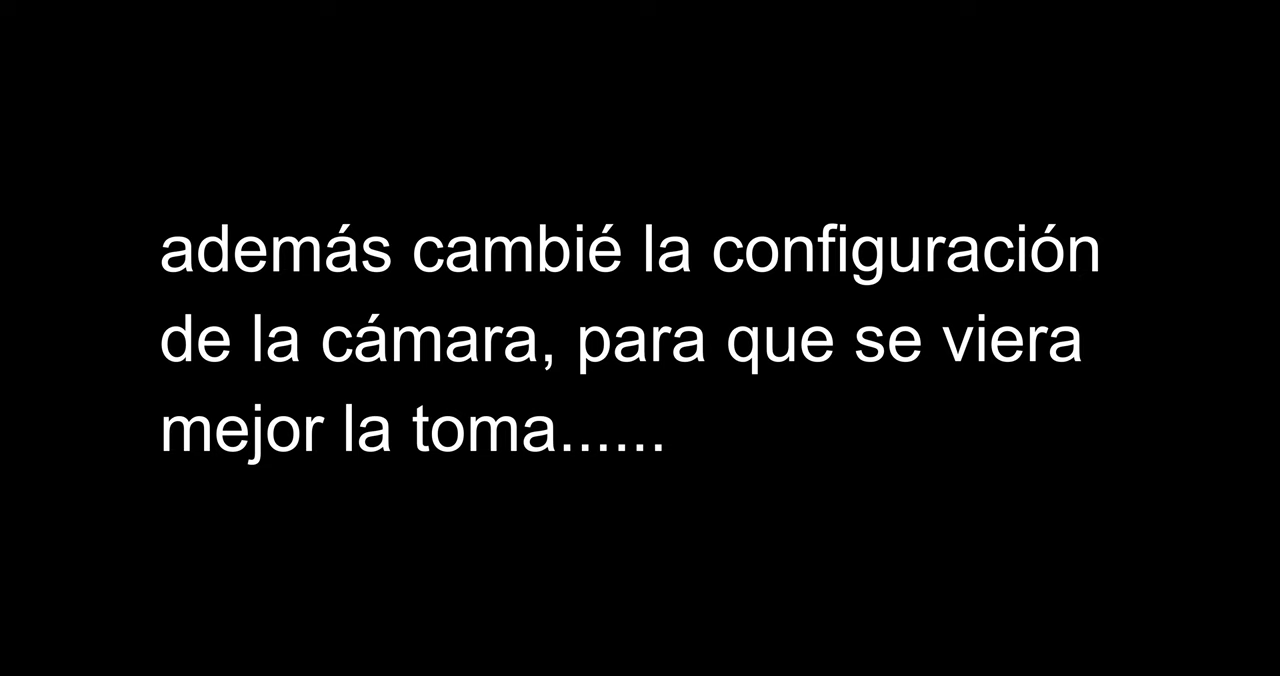 además cambié la configuración
de la cámara, para que se viera
mejor la toma......